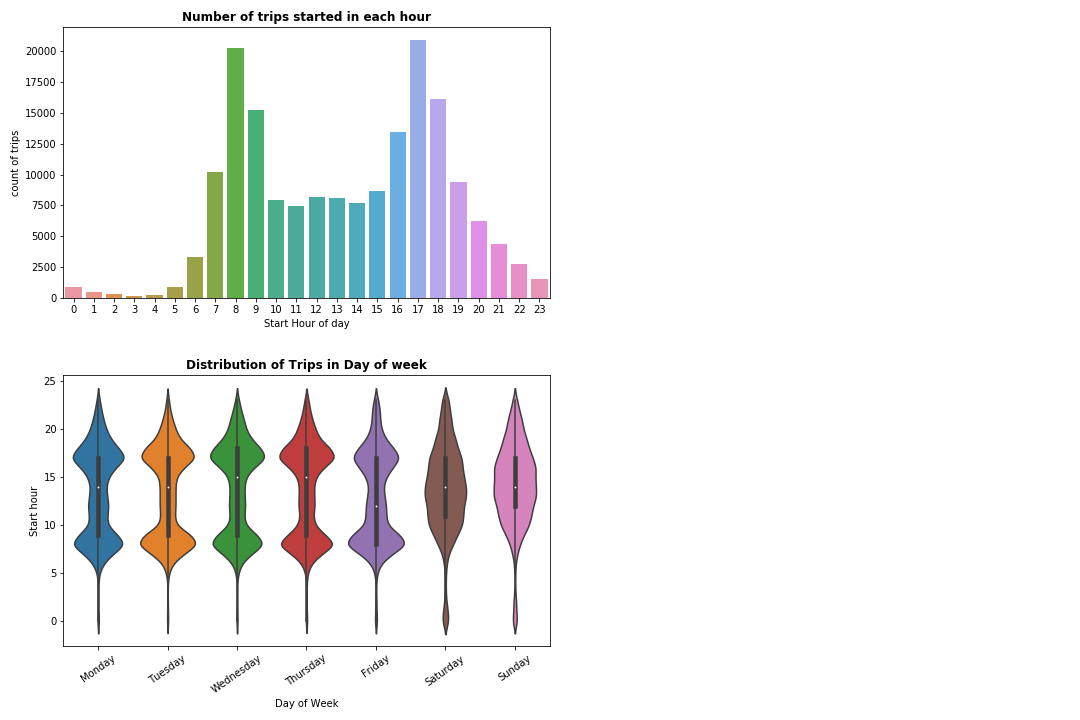 Number of trips started in each hour
count of trips
20000
17500
15000
12500
10000
7500
5000
2500
0
0 1 2 3 4 5 6 7 8 9 10 11 12 13 14 15 16 17 18 19 20 21 22 23
Start Hour of day
Distribution of Trips in Day of week
Start hour
25
20
15
10
5
0
Monday Tuesday Wednesday Thursday Friday Saturday Sunday
Day of Week